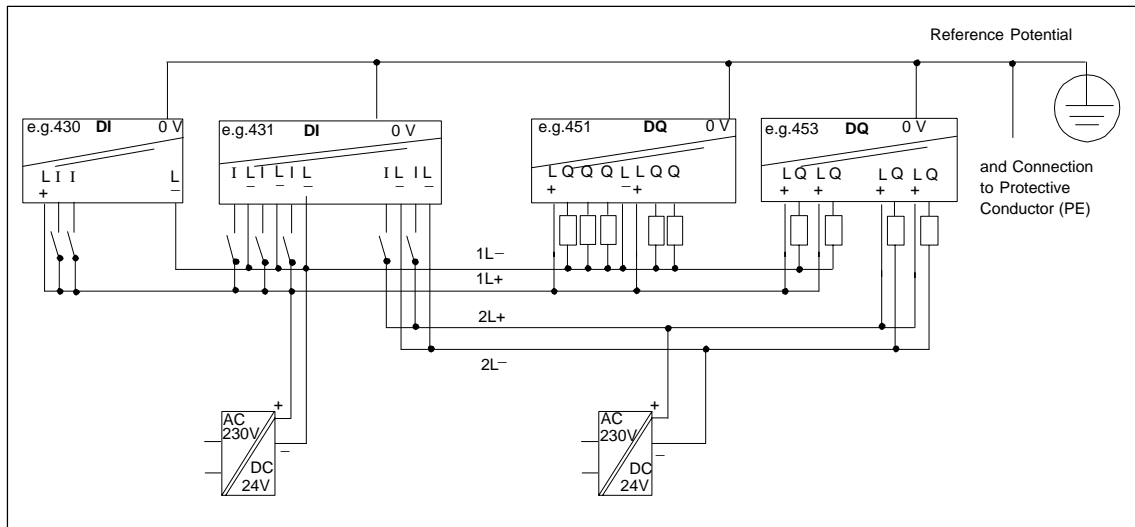 Reference Potential
e.g.430 DI 0 V
e.g.431 DI 0 V
e.g.451 DQ 0 V
e.g.453 DQ 0 V
L I I L
+ –
I L I L I L I L I L
– – – – –
L Q Q Q L L Q Q
+ – +
L Q L Q L L Q
+ + + +
Q
and Connection
to Protective
Conductor (PE)
1L–
1L+
2L+
2L–
AC
230V
DC
24V
+
–
AC
230V
DC
24V
+
–